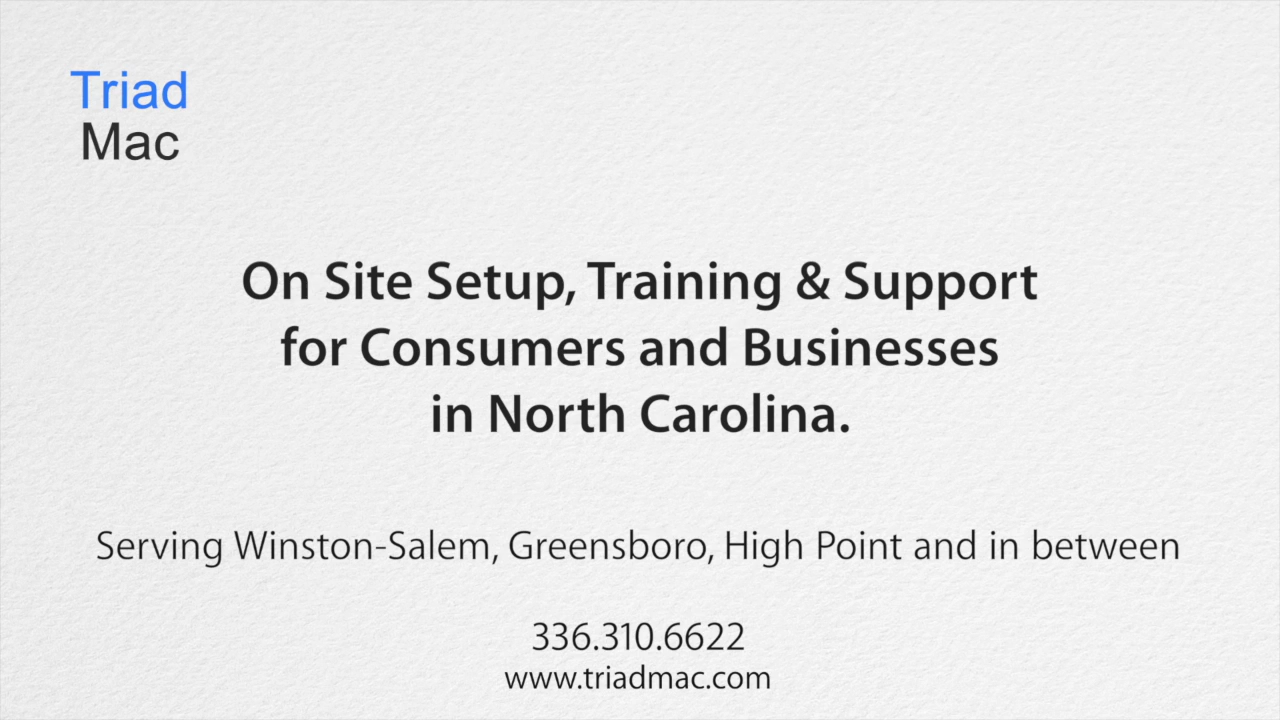 Triad
Mac
On Site Setup, Training & Support
for Consumers and Businesses
in North Carolina.
Serving Winston-Salem, Greensboro, High Point and in between
336.310.6622
www.triadmac.com